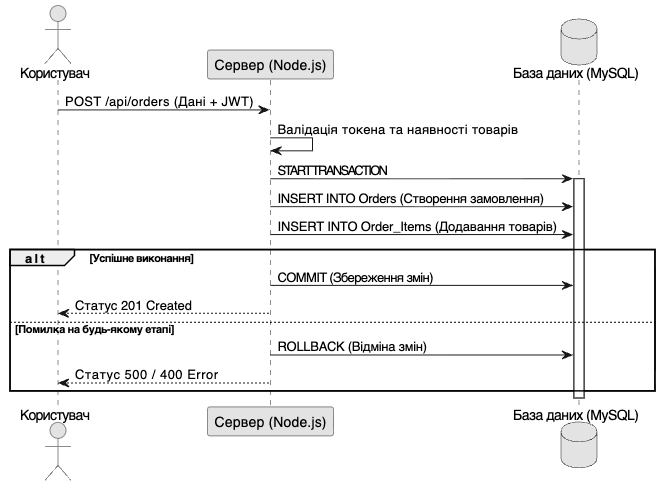 Користувач
Сервер (Node.js)
База даних (MySQL)
POST /api/orders (Дані + JWT)
Валідація токена та наявності товарів
START TRANSACTION
INSERT INTO Orders (Створення замовлення)
INSERT INTO Order_Items (Додавання товарів)
alt [Успішне виконання]
COMMIT (Збереження змін)
Статус 201 Created
[Помилка на будь-якому етапі]
ROLLBACK (Відміна змін)
Статус 500 / 400 Error
Користувач
Сервер (Node.js)
База даних (MySQL)